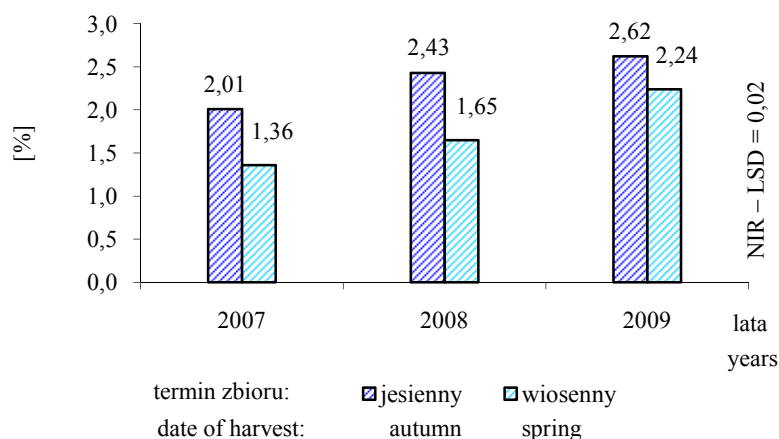 3,0
2,5
2,0
1,5
1,0
0,5
0,0
[%]
2,01
1,36
2,43
1,65
2,62
2,24
NIR – LSD = 0,02
2007 2008 2009 lata
years
termin zbioru: jesienny wiosenny
date of harvest: autumn spring